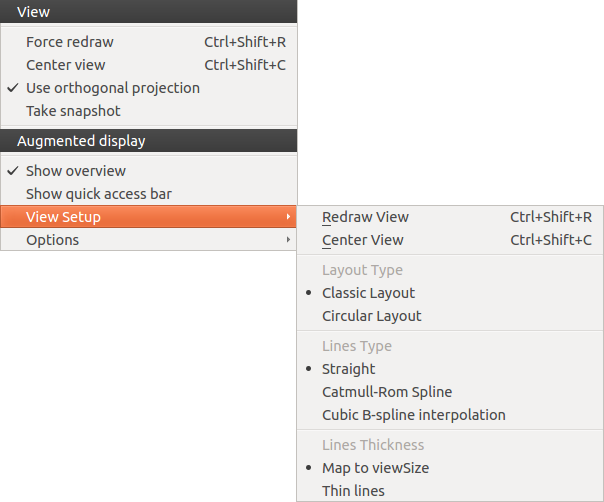 View
Force redraw Ctrl+Shift+R
Center view Ctrl+Shift+C
Use orthogonal projection
Take snapshot
Augmented display
Show overview
Show quick access bar
View Setup
Options
Redraw View Ctrl+Shift+R
Center View Ctrl+Shift+C
Layout Type
Classic Layout
Circular Layout
Lines Type
Straight
Catmull-Rom Spline
Cubic B-spline interpolation
Lines Thickness
Map to viewSize
Thin lines